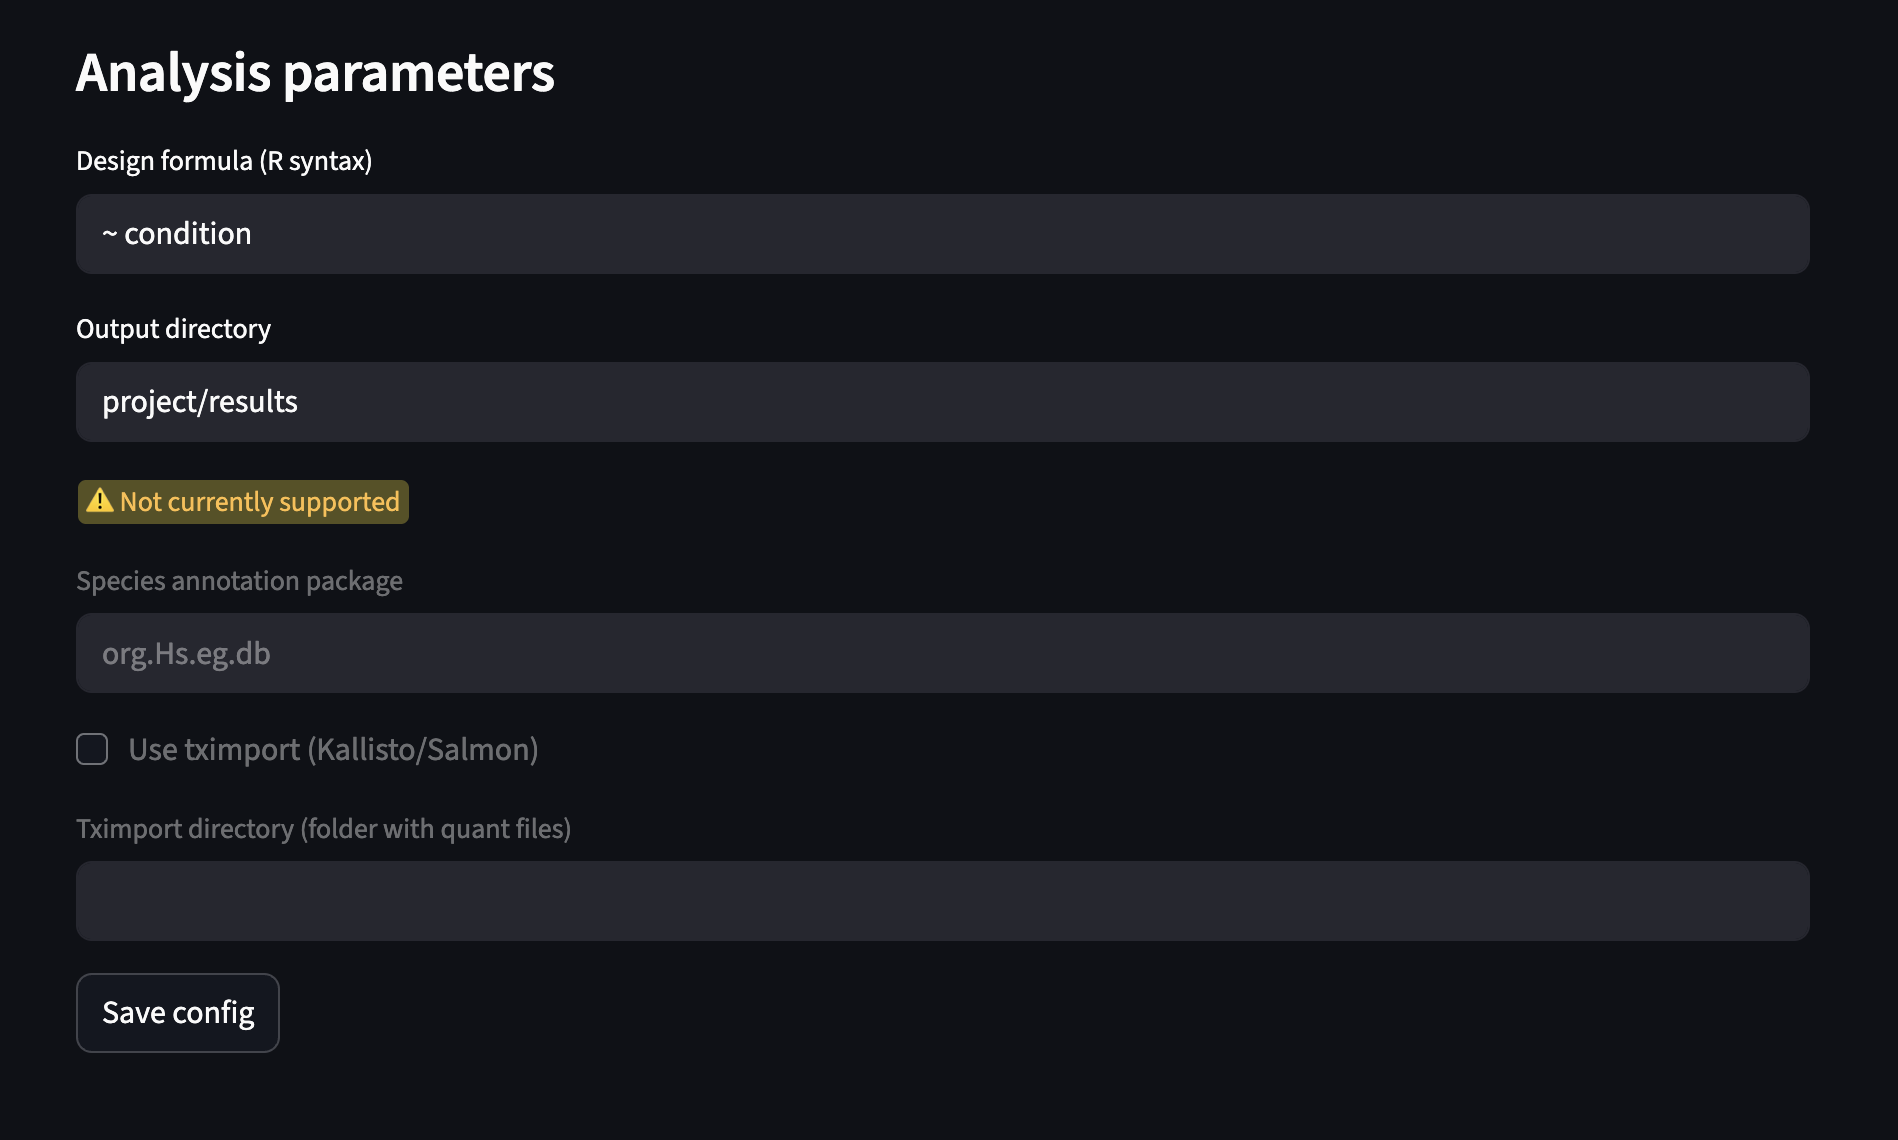 Analysis parameters
Design formula (R syntax)
~ condition
Output directory
project/results
⚠️ Not currently supported
Species annotation package
org.Hs.eg.db
Use tximport (Kallisto/Salmon)
Tximport directory (folder with quant files)
Save config